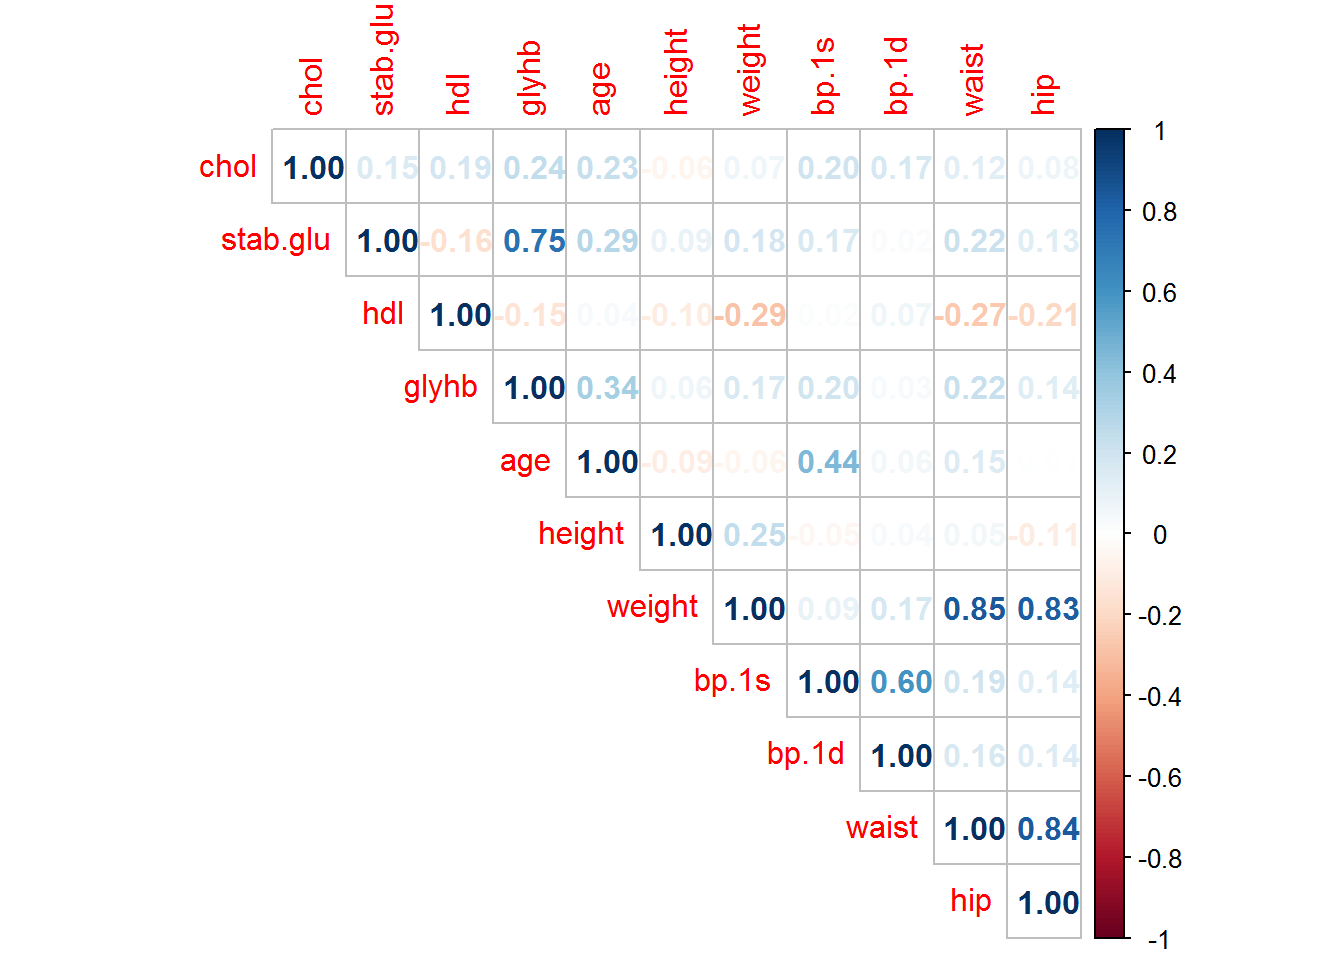 chol stab.glu hdl glyhb age height weight bp.1s bp.1d waist hip
chol 1.00 0.15 0.19 0.24 0.23 -0.06 0.07 0.20 0.17 0.12 0.08
stab.glu 1.00 -0.16 0.75 0.29 0.09 0.18 0.17 0.02 0.22 0.13
hdl 1.00 -0.15 0.04 -0.10 -0.29 0.02 0.07 -0.27 -0.21
glyhb 1.00 0.34 0.06 0.17 0.20 0.03 0.22 0.14
age 1.00 -0.09 -0.06 0.44 0.06 0.15
height 1.00 0.25 -0.05 0.04 0.05 -0.11
weight 1.00 0.09 0.17 0.85 0.83
bp.1s 1.00 0.60 0.19 0.14
bp.1d 1.00 0.16 0.14
waist 1.00 0.84
hip 1.00
1
0.8
0.6
0.4
0.2
0
-0.2
-0.4
-0.6
-0.8
-1